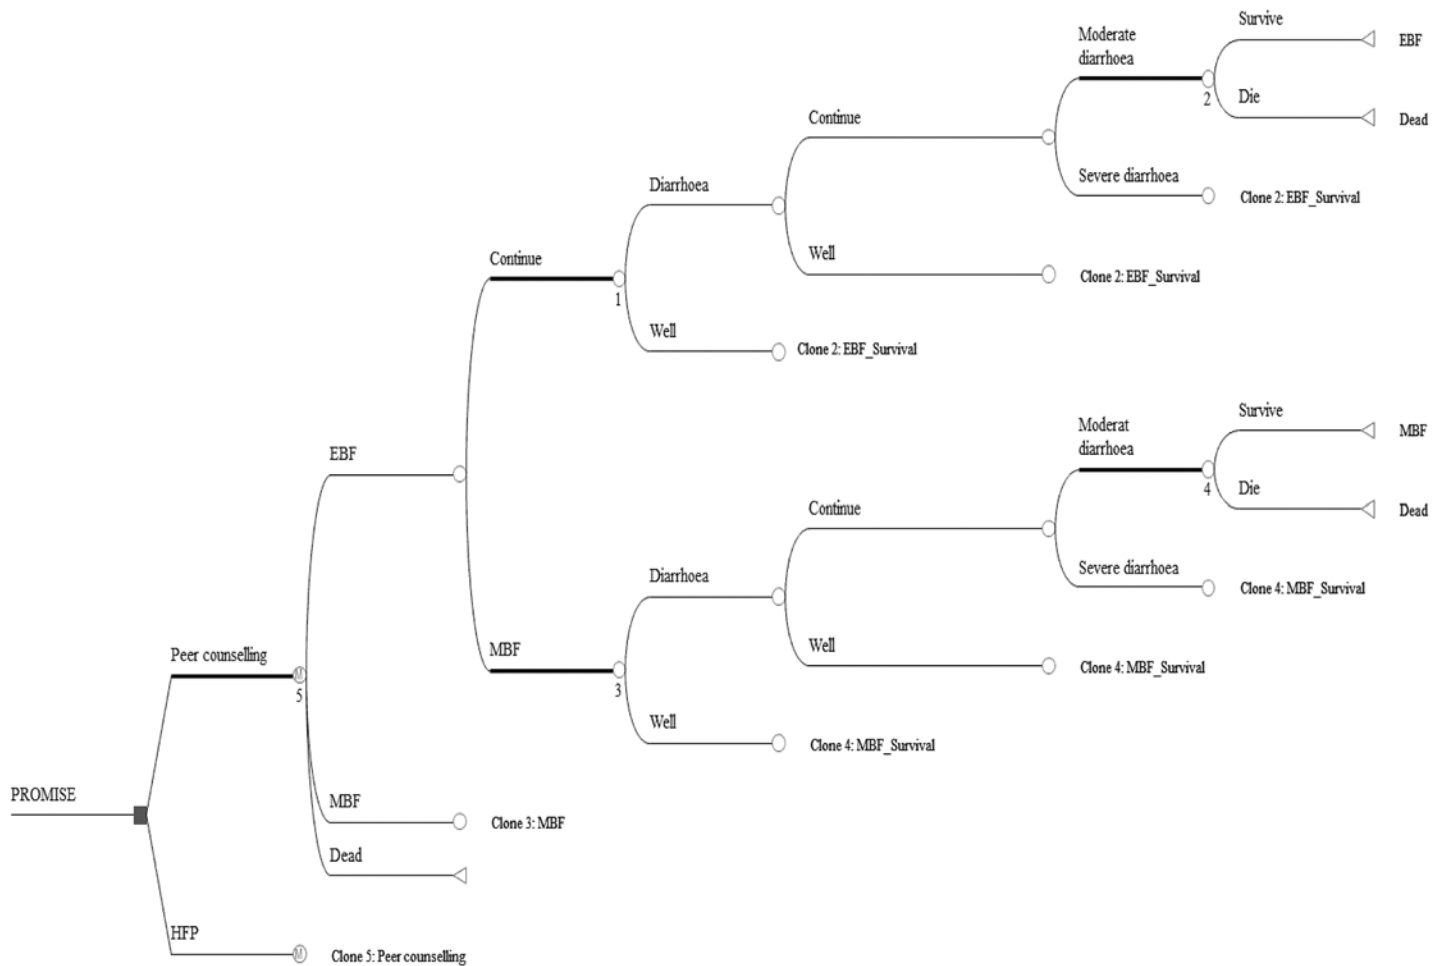 Survive
EBF
Moderate
diarrhoea
2
Die
Dead
Continue
Severe diarrhoea
Clone 2: EBF_Survival
Diarrhoea
Well
Clone 2: EBF_Survival
Continue
1
Well
Clone 2: EBF_Survival
Survive
MBF
Moderat
diarrhoea
4
Die
Dead
EBF
Continue
Severe diarrhoea
Clone 4: MBF_Survival
Diarrhoea
Well
Clone 4: MBF_Survival
MBF
3
Well
Clone 4: MBF_Survival
Peer counselling
M
5
PROMISE
MBF
Clone 3: MBF
Dead
HFP
M
Clone 5: Peer counselling